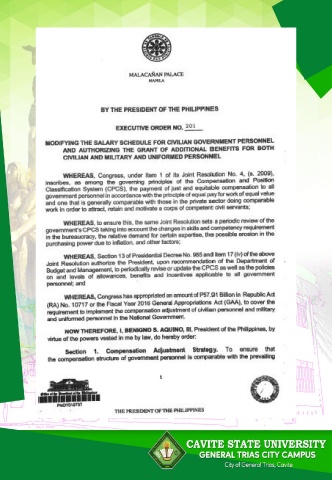 MALACAÑAN PALACE
MANILA
BY THE PRESIDENT OF THE PHILIPPINES
EXECUTIVE ORDER NO. 201
MODIFYING THE SALARY SCHEDULE FOR CIVILIAN GOVERNMENT PERSONNEL
AND AUTHORIZING THE GRANT OF ADDITIONAL BENEFITS FOR BOTH
CIVILIAN AND MILITARY AND UNIFORMED PERSONNEL
WHEREAS, Congress, under Item 1 of its Joint Resolution No. 4, (s. 2009),
inscribes, as among the governing principles of the Compensation and Position
Classification System (CPCS), the payment of just and equitable compensation to all
government personnel in accordance with the principle of equal pay for work of equal value
and one that is generally comparable with those in the private sector doing comparable
work in order to attract, retain and motivate a corps of competent civil servants;
WHEREAS, to ensure this, the same Joint Resolution sets a periodic review of the
government's CPCS taking into account the changes in skills and competency requirement
in the bureaucracy, the relative demand for certain expertise, the possible erosion in the
purchasing power due to inflation, and other factors;
WHEREAS, Section 13 of Presidential Decree No. 985 and Item 17 (iv) of the above
Joint Resolution authorize the President, upon recommendation of the Department of
Budget and Management, to periodically revise or update the CPCS as well as the policies
on and levels of allowances, benefits and incentives applicable to all government
personnel; and
WHEREAS, Congress has appropriated an amount of P57.91 Billion in Republic Act
(RA) No. 10717 or the Fiscal Year 2016 General Appropriations Act (GAA), to cover the
requirement to implement the compensation adjustment of civilian personnel and military
and uniformed personnel in the National Government.
NOW THEREFORE, I, BENIGNO S. AQUINO, III, President of the Philippines, by
virtue of the powers vested in me by law, do hereby order:
Section 1. Compensation Adjustment Strategy. To ensure that
the compensation structure of government personnel is comparable with the prevailing
1
THE PRESIDENT OF THE PHILIPPINES
CAVITE STATE UNIVERSITY
GENERAL TRIAS CITY CAMPUS
City of General Trias, Cavite